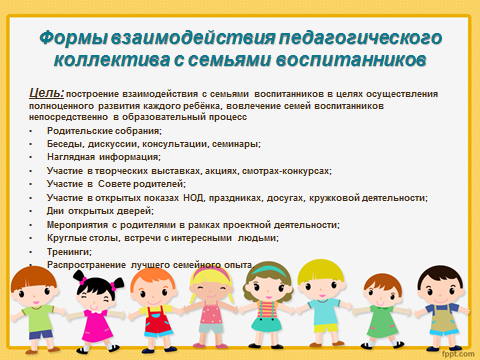 Формы взаимодействия педагогического
коллектива с семьями воспитанников
Цель: построение взаимодействия с семьями воспитанников в целях осуществления
полноценного развития каждого ребёнка, вовлечение семей воспитанников
непосредственно в образовательный процесс
• Родительские собрания;
• Беседы, дискуссии, консультации, семинары;
• Наглядная информация;
• Участие в творческих выставках, акциях, смотрах-конкурсах;
• Участие в Совете родителей;
• Участие в открытых показах НОД, праздниках, досугах, кружковой деятельности;
• Дни открытых дверей;
• Мероприятия с родителями в рамках проектной деятельности;
• Круглые столы, встречи с интересными людьми;
• Тренинги;
• Распространение лучшего семейного опыта
fppt.com